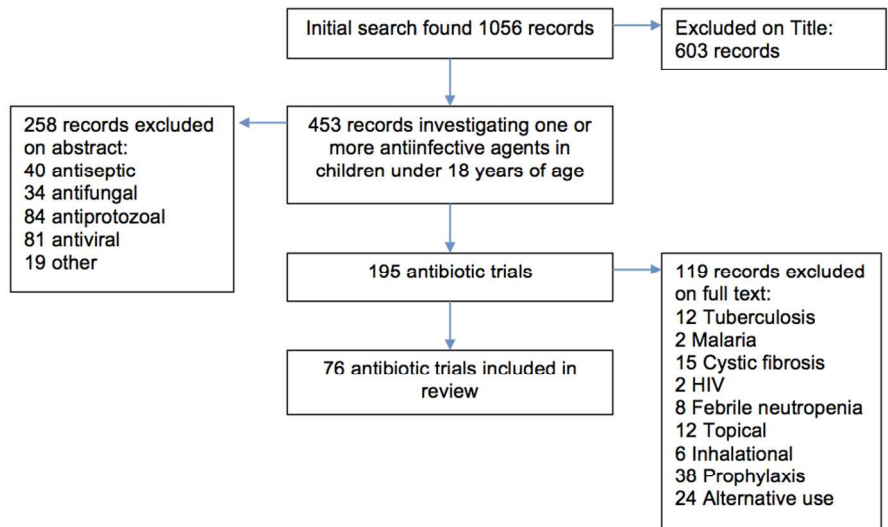 Initial search found 1056 records
Excluded on Title:
603 records
258 records excluded
on abstract:
40 antiseptic
34 antifungal
84 antiprotozoal
81 antiviral
19 other
453 records investigating one or
more antiinfective agents in
children under 18 years of age
195 antibiotic trials
119 records excluded
on full text:
12 Tuberculosis
2 Malaria
15 Cystic fibrosis
2 HIV
8 Febrile neutropenia
12 Topical
6 Inhalational
38 Prophylaxis
24 Alternative use
76 antibiotic trials included in
review